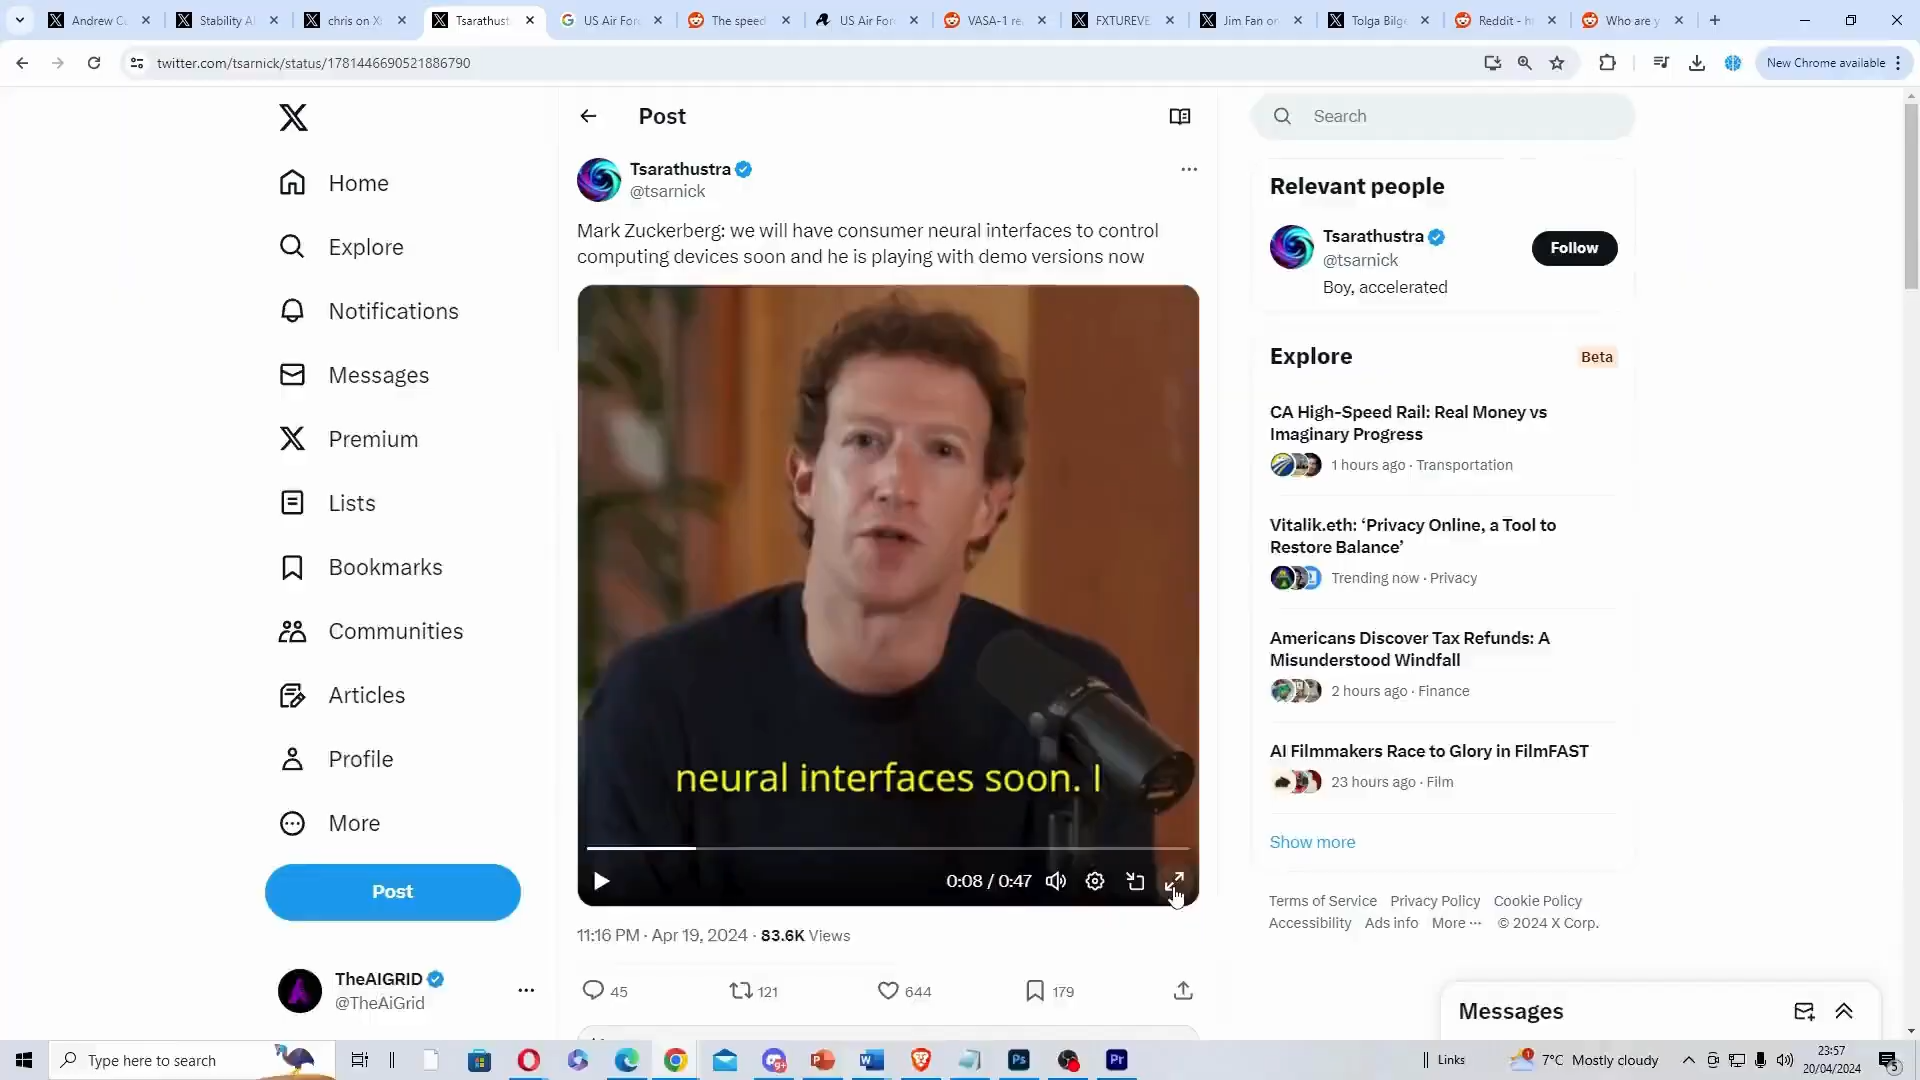 Andrew C
Stability A
chris on X
Tsarathust
US Air For
The speed
US Air For
VASA-1 re
FXTUREVE
Jim Fan on
Tolga Bilge
Reddit - h
Who are y
twitter.com/tsarnick/status/1781446690521886790
New Chrome available
Home
Explore
Notifications
Messages
Premium
Lists
Bookmarks
Communities
Articles
Profile
More
Post
TheAIGRID
@TheAiGrid
Post
Tsarathustra
@tsarnick
Mark Zuckerberg: we will have consumer neural interfaces to control
computing devices soon and he is playing with demo versions now
neural interfaces soon. I
0:08 / 0:47
11:16 PM · Apr 19, 2024 · 83.6K Views
45
121
644
179
Search
Relevant people
Tsarathustra
@tsarnick
Follow
Boy, accelerated
Explore
Beta
CA High-Speed Rail: Real Money vs
Imaginary Progress
1 hours ago · Transportation
Vitalik.eth: ‘Privacy Online, a Tool to
Restore Balance’
Trending now · Privacy
Americans Discover Tax Refunds: A
Misunderstood Windfall
2 hours ago · Finance
AI Filmmakers Race to Glory in FilmFAST
23 hours ago · Film
Show more
Terms of Service Privacy Policy Cookie Policy
Accessibility Ads info More ··· © 2024 X Corp.
Messages
Type here to search
Links
7°C Mostly cloudy
23:57
20/04/2024